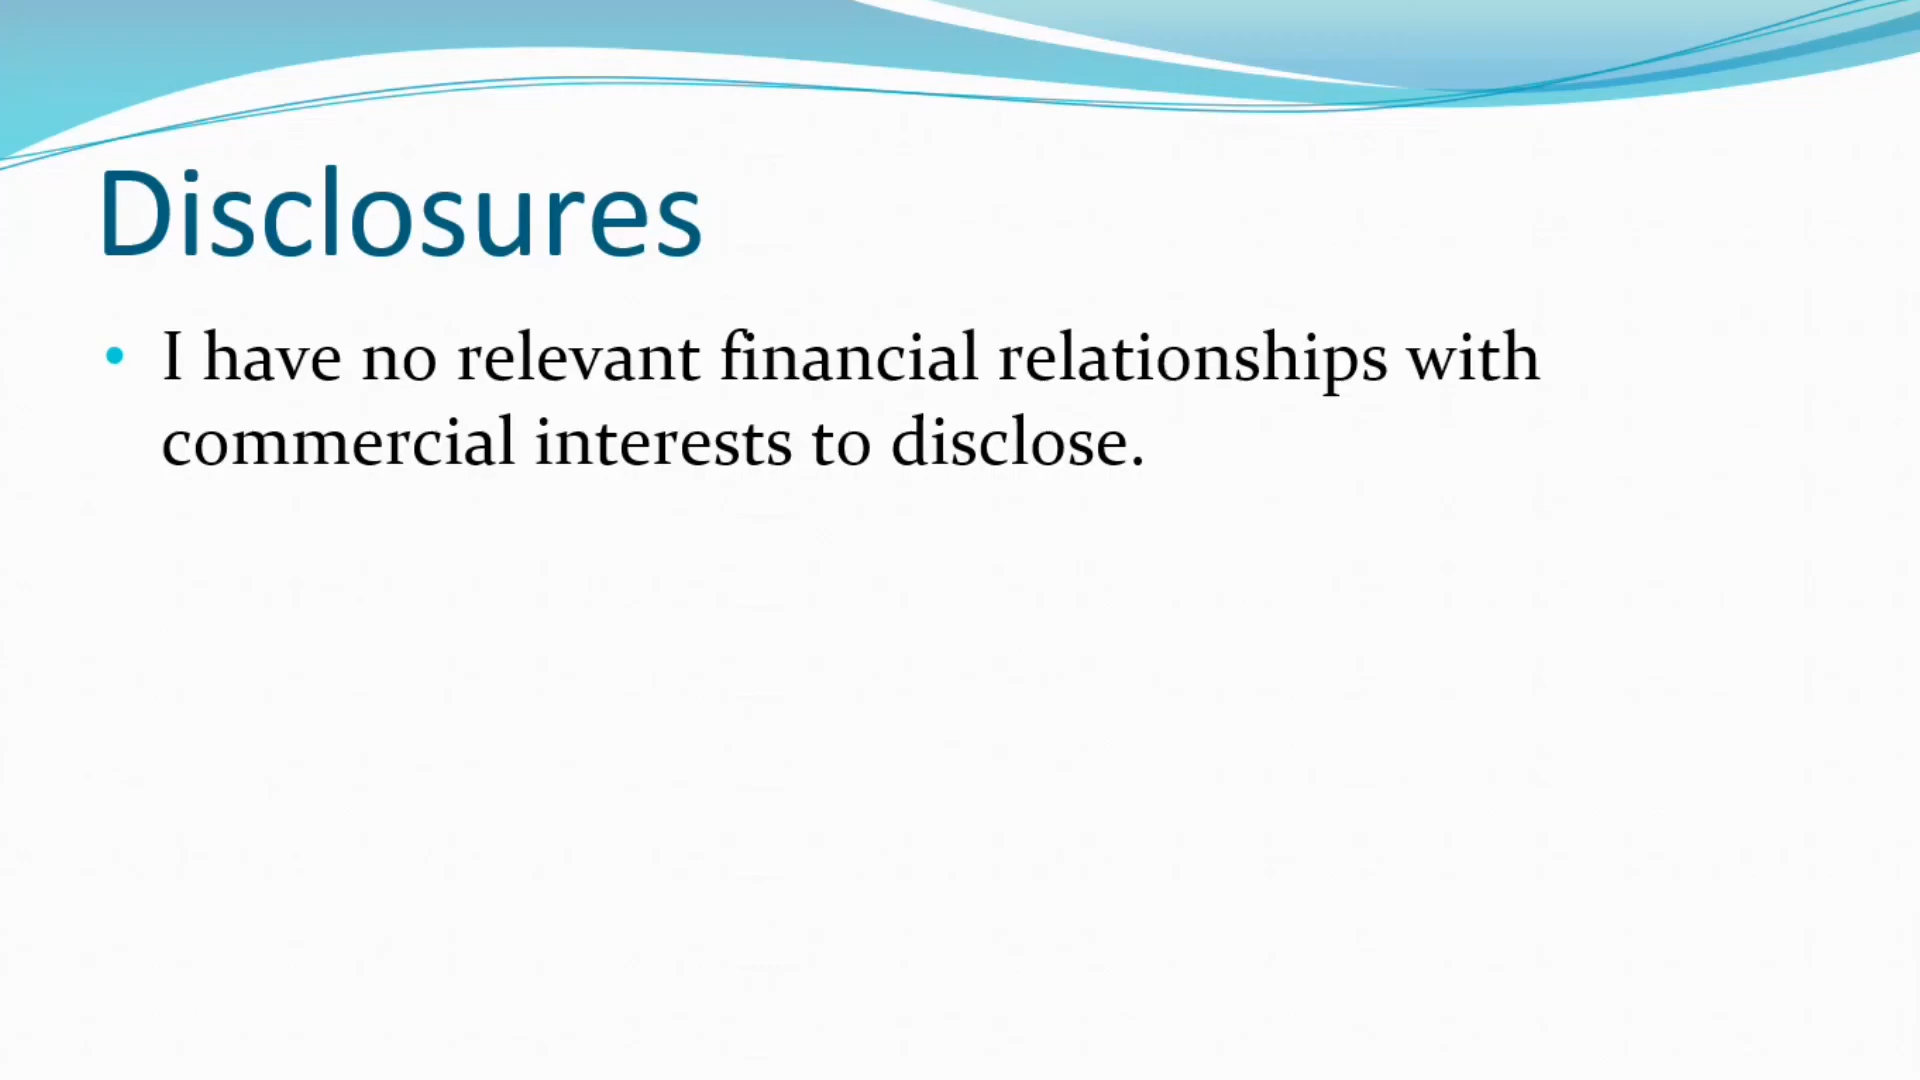 Disclosures
• I have no relevant financial relationships with
commercial interests to disclose.